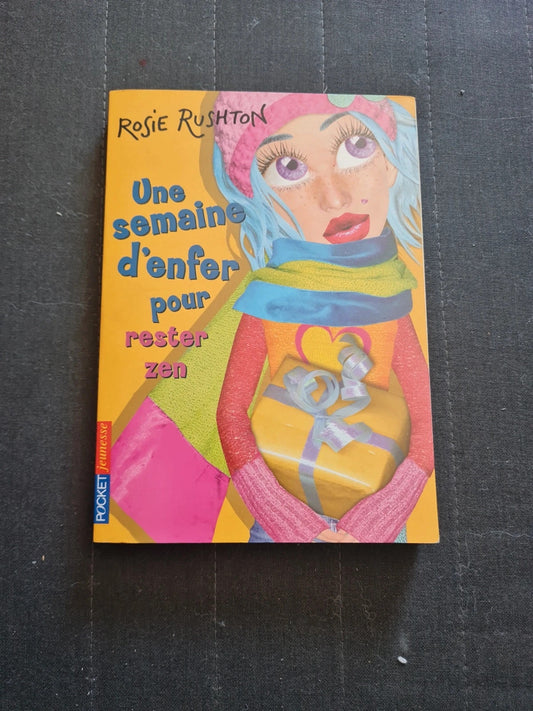 Rosie Rushton
Une
semaine
d'enfer
pour
rester
zen
POCKET jeunesse